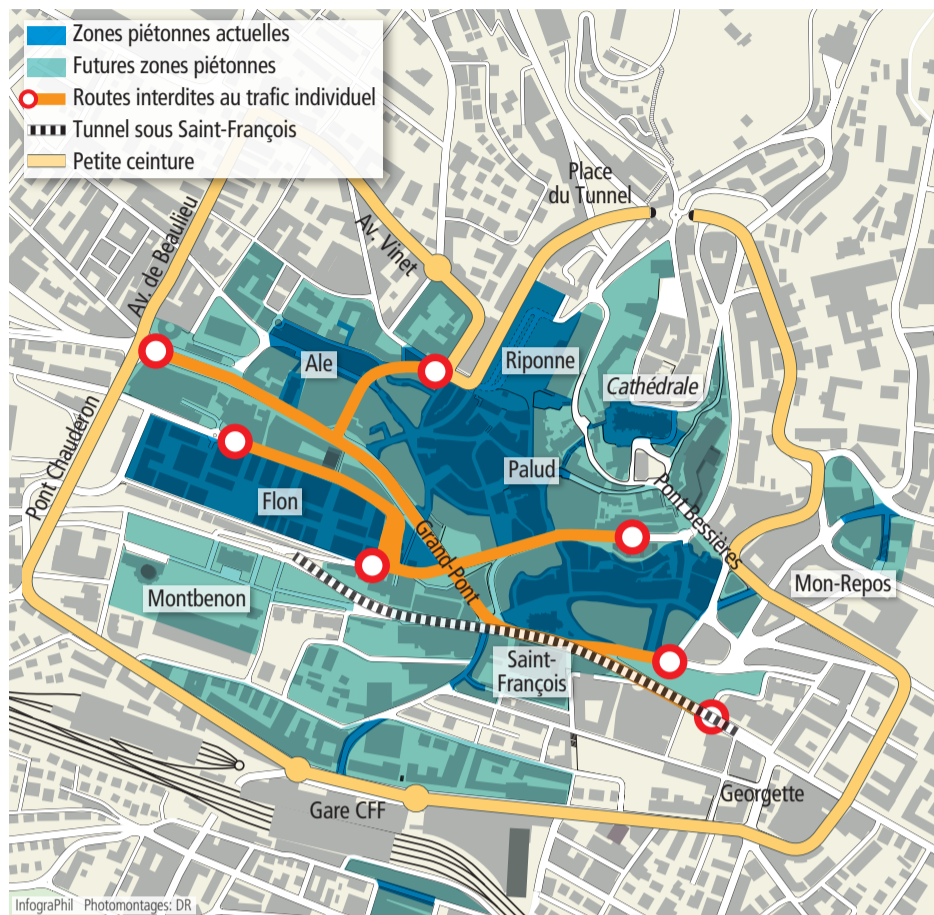 Zones piétonnes actuelles
Futures zones piétonnes
Routes interdites au trafic individuel
Tunnel sous Saint-François
Petite ceinture
Place
du Tunnel
Av. de Beaulieu
Av. Vinet
Ale
Riponne
Cathédrale
Pont Chauderon
Palud
Flon
Pont Bessières
Grand-Pont
Mon-Repos
Montbenon
Saint-
François
Georgette
Gare CFF
InfograPhil Photomontages: DR